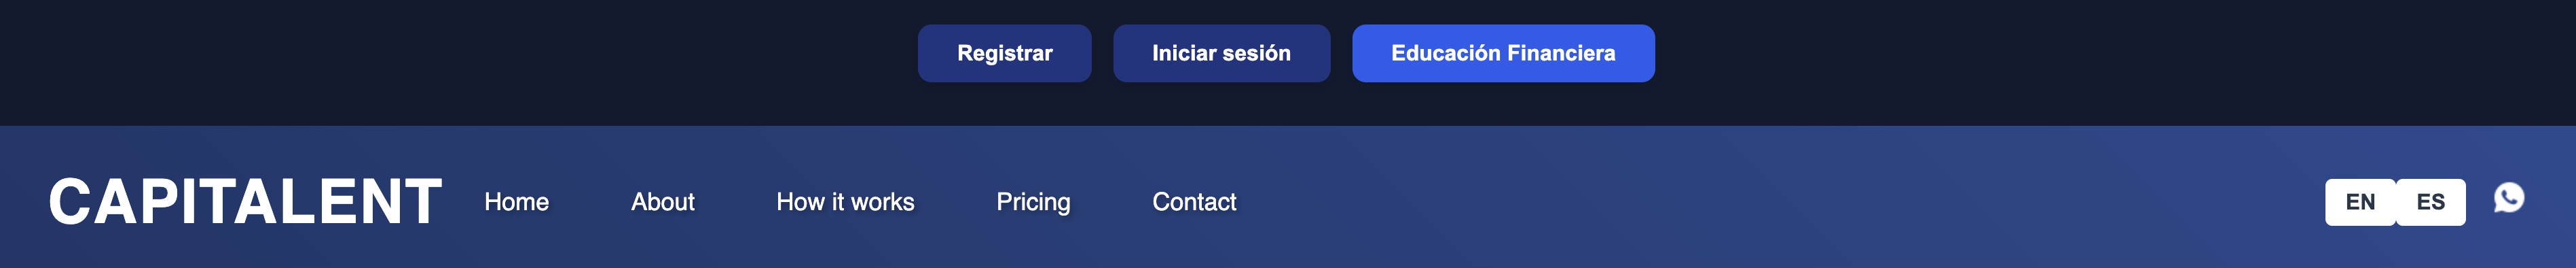 Registrar Iniciar sesión Educación Financiera
CAPITALENT Home About How it works Pricing Contact EN ES